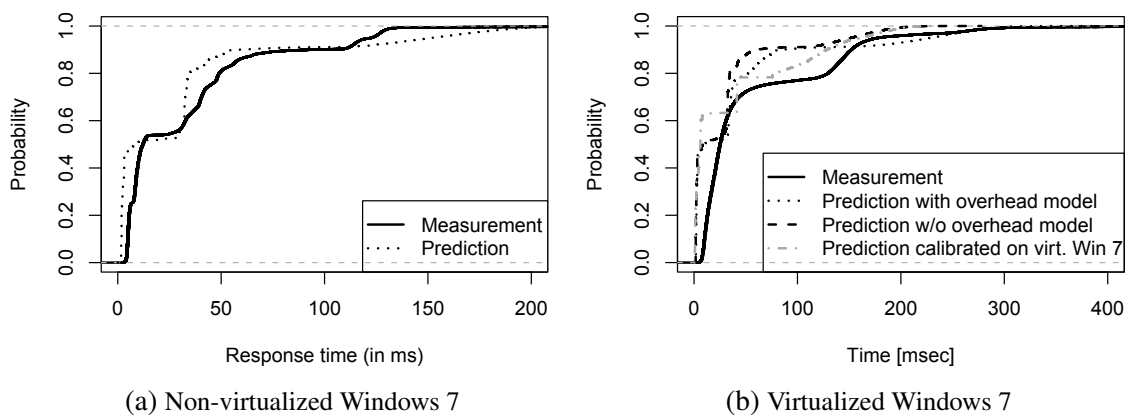 Probability
1.0
0.8
0.6
0.4
0.2
0.0
Measurement
Prediction
0
50
100
150
200
Response time (in ms)
(a) Non-virtualized Windows 7
Probability
1.0
0.8
0.6
0.4
0.2
0.0
Measurement
Prediction with overhead model
Prediction w/o overhead model
Prediction calibrated on virt. Win 7
0
100
200
300
400
Time [msec]
(b) Virtualized Windows 7